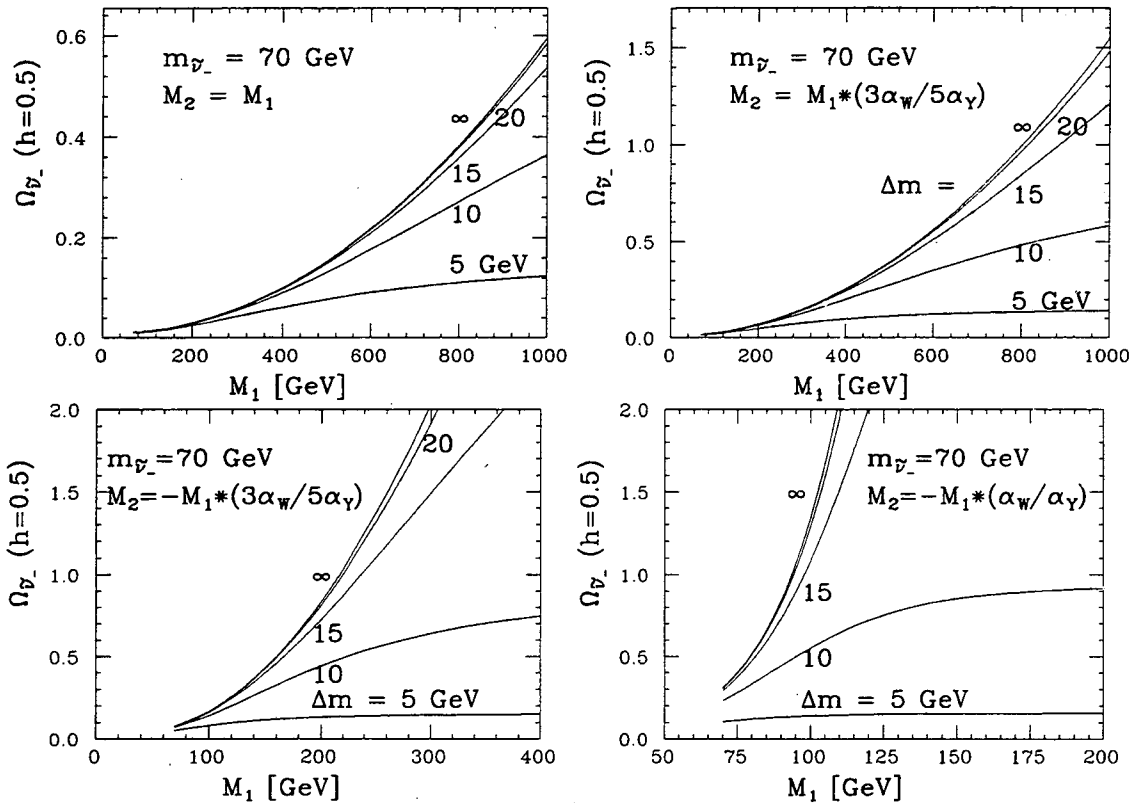 0.6
0.4
0.2
0.0
Ω_ν̃₋ (h=0.5)
m_ν̃₋ = 70 GeV
M₂ = M₁
∞
20
15
10
5 GeV
0 200 400 600 800 1000
M₁ [GeV]
1.5
1.0
0.5
0.0
Ω_ν̃₋ (h=0.5)
m_ν̃₋ = 70 GeV
M₂ = M₁*(3α_W/5α_Y)
∞
20
Δm =
15
10
5 GeV
0 200 400 600 800 1000
M₁ [GeV]
2.0
1.5
1.0
0.5
0.0
Ω_ν̃₋ (h=0.5)
m_ν̃₋=70 GeV
M₂=−M₁*(3α_W/5α_Y)
20
∞
15
10
Δm = 5 GeV
0 100 200 300 400
M₁ [GeV]
2.0
1.5
1.0
0.5
0.0
Ω_ν̃₋ (h=0.5)
m_ν̃₋=70 GeV
M₂=−M₁*(α_W/α_Y)
∞
15
10
Δm = 5 GeV
50 75 100 125 150 175 200
M₁ [GeV]